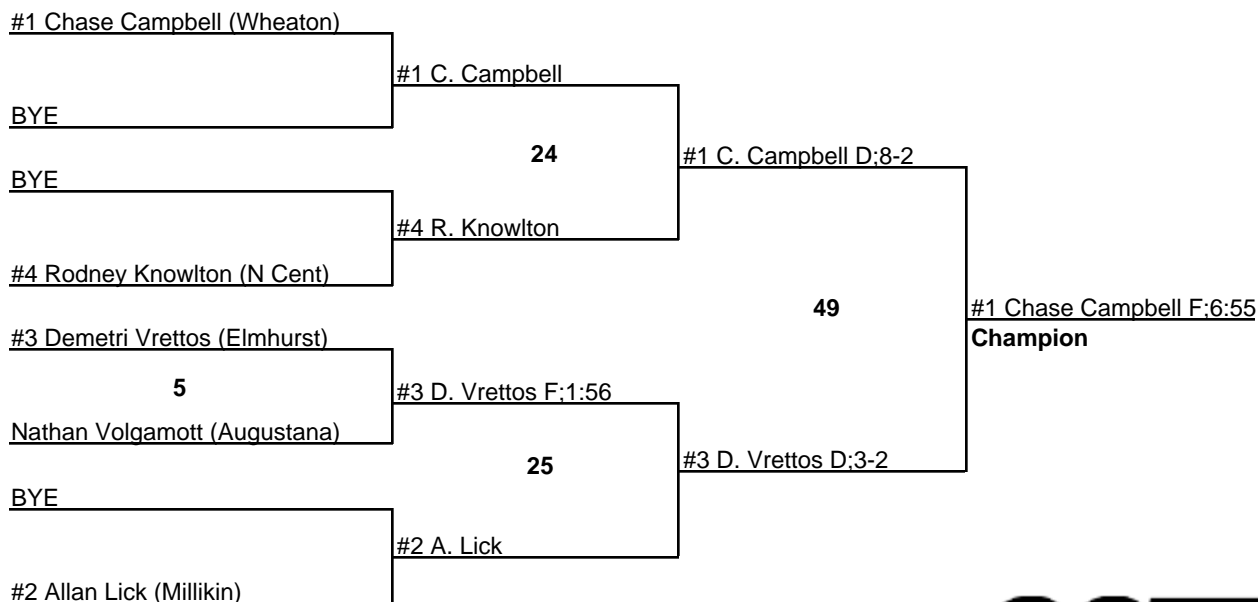 #1 Chase Campbell (Wheaton)
#1 C. Campbell
BYE
24
#1 C. Campbell D;8-2
BYE
#4 R. Knowlton
#4 Rodney Knowlton (N Cent)
49
#1 Chase Campbell F;6:55
Champion
#3 Demetri Vrettos (Elmhurst)
5
#3 D. Vrettos F;1:56
Nathan Volgamott (Augustana)
25
#3 D. Vrettos D;3-2
BYE
#2 A. Lick
#2 Allan Lick (Millikin)